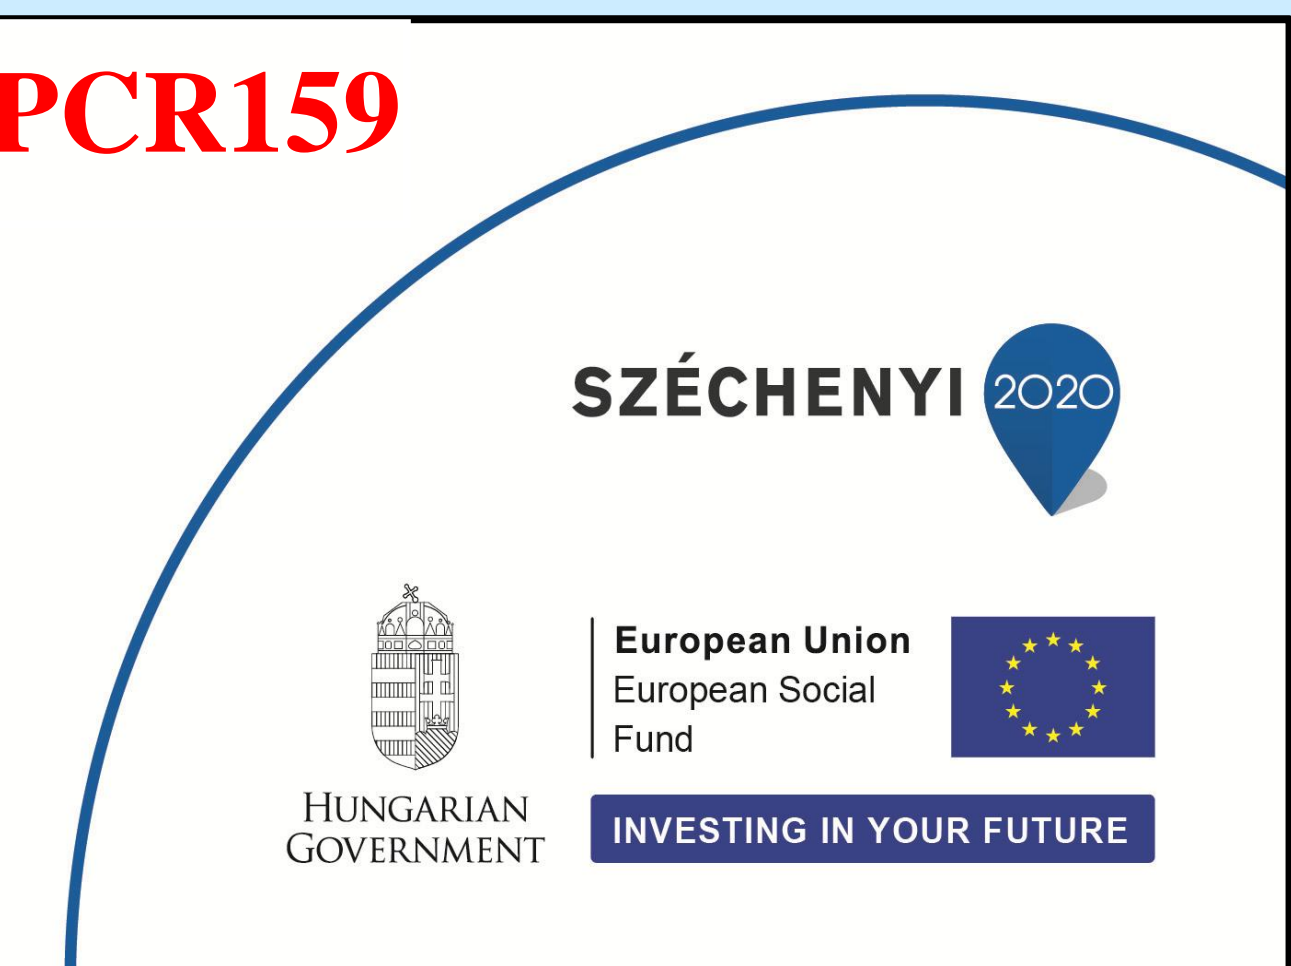 PCR159
SZÉCHENYI 2020
European Union
European Social
Fund
HUNGARIAN
GOVERNMENT
INVESTING IN YOUR FUTURE